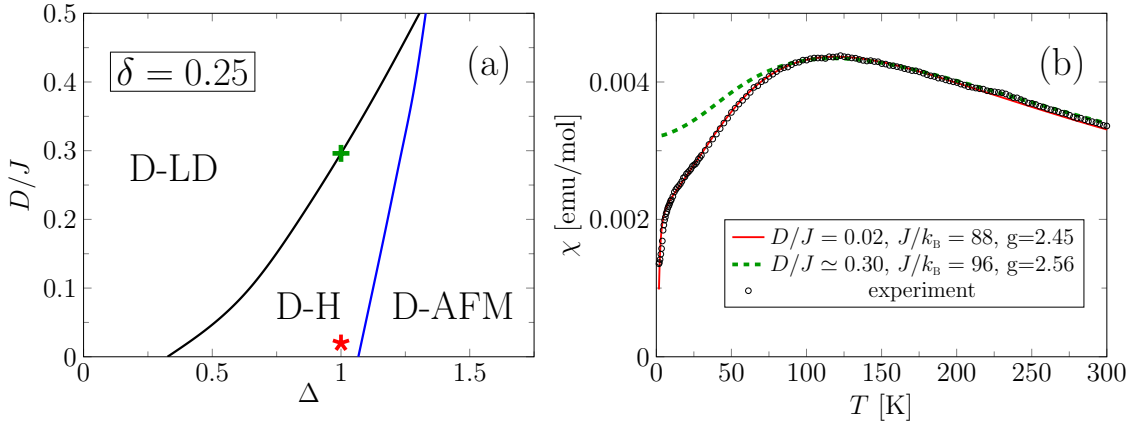 (a)
δ = 0.25
D-LD
D-H
D-AFM
D/J
0.5
0.4
0.3
0.2
0.1
0
0 0.5 1 1.5
Δ
(b)
χ [emu/mol]
0.004
0.002
0
D/J = 0.02, J/k_B = 88, g=2.45
D/J ≃ 0.30, J/k_B = 96, g=2.56
experiment
0 50 100 150 200 250 300
T [K]